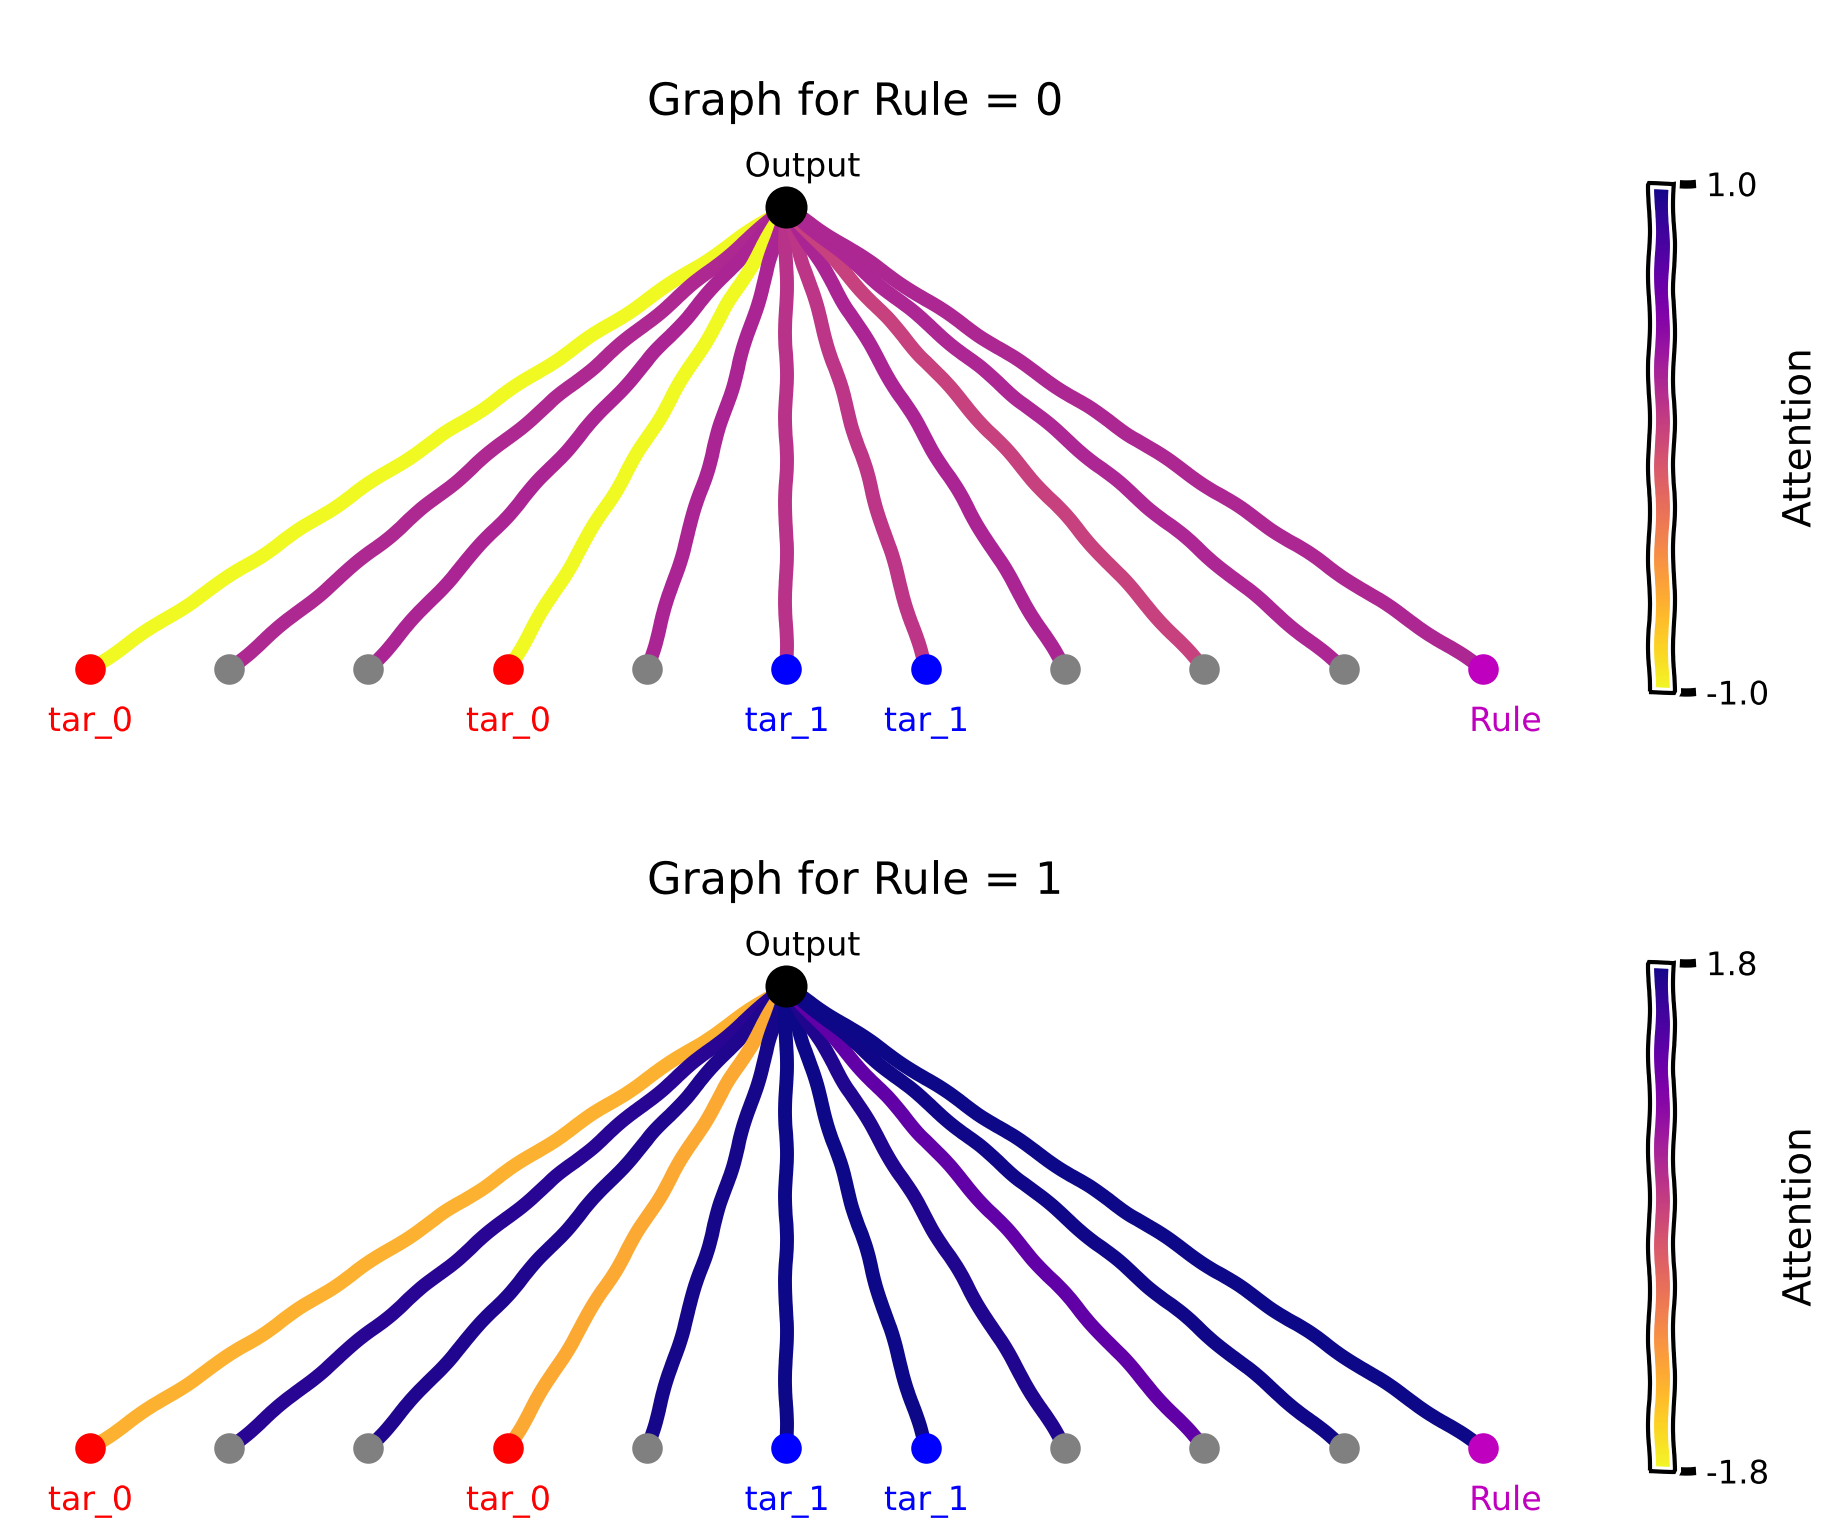 Graph for Rule = 0
Output
1.0
Attention
-1.0
tar_0
tar_0
tar_1
tar_1
Rule
Graph for Rule = 1
Output
1.8
Attention
-1.8
tar_0
tar_0
tar_1
tar_1
Rule